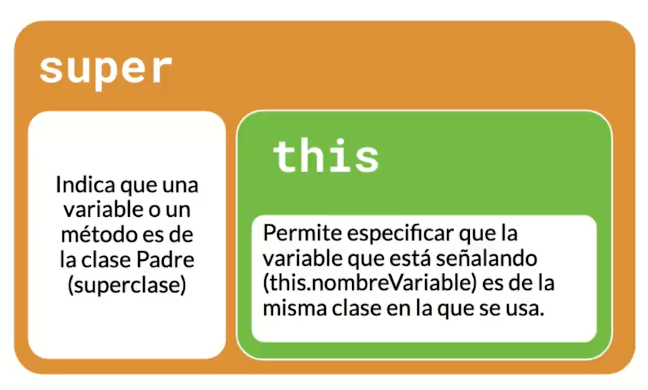 super
Indica que una
variable o un
método es de
la clase Padre
(superclase)
this
Permite especificar que la
variable que está señalando
(this.nombreVariable) es de la
misma clase en la que se usa.